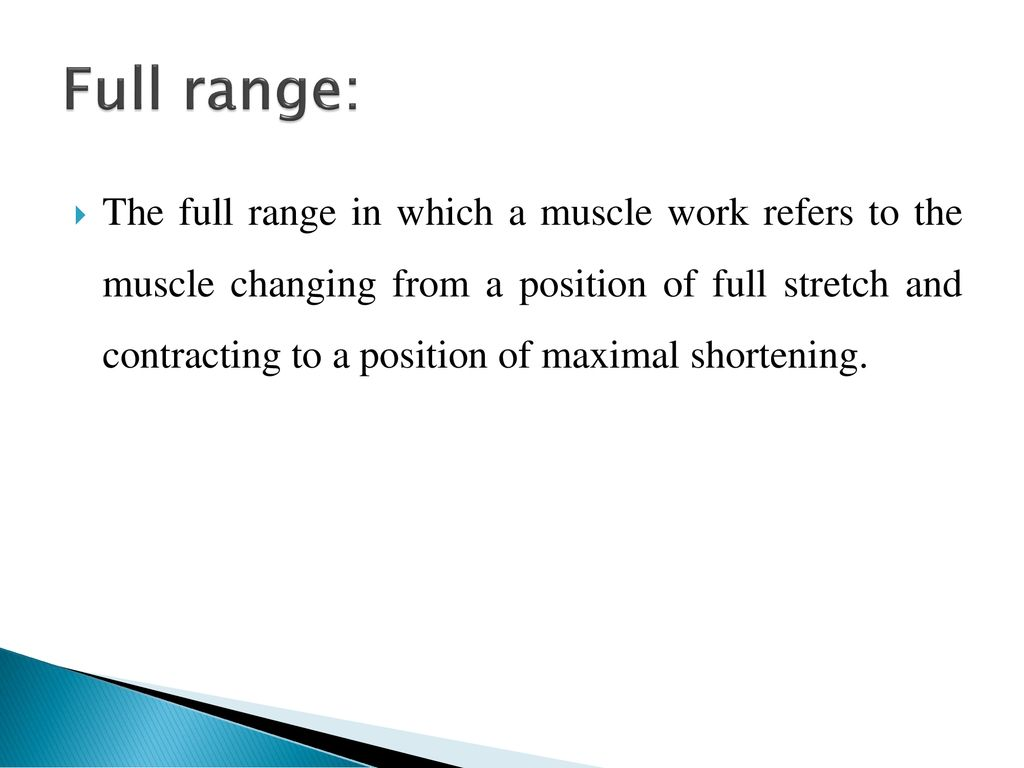 Full range:
The full range in which a muscle work refers to the
muscle changing from a position of full stretch and
contracting to a position of maximal shortening.